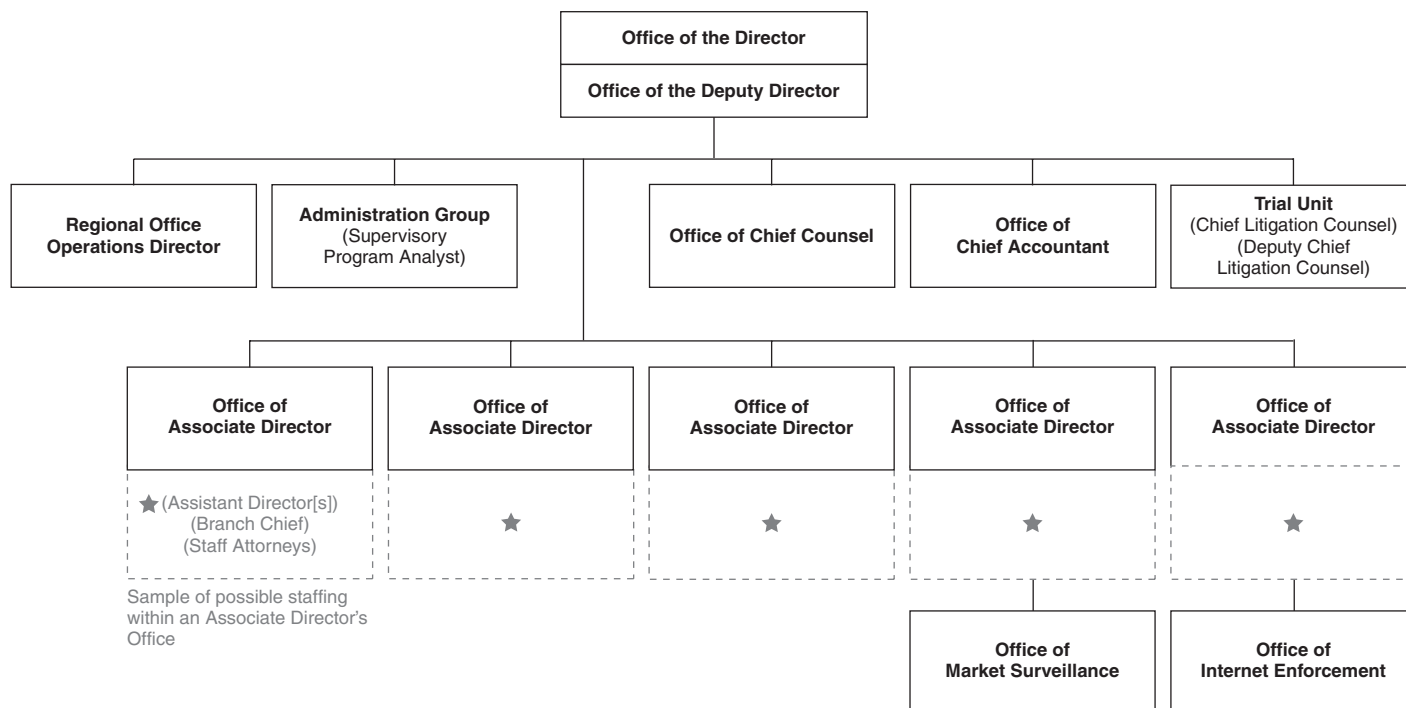 Office of the Director
Office of the Deputy Director
Regional Office
Operations Director
Administration Group
(Supervisory
Program Analyst)
Office of Chief Counsel
Office of
Chief Accountant
Trial Unit
(Chief Litigation Counsel)
(Deputy Chief
Litigation Counsel)
Office of
Associate Director
Office of
Associate Director
Office of
Associate Director
Office of
Associate Director
Office of
Associate Director
(Assistant Director[s])
(Branch Chief)
(Staff Attorneys)
Sample of possible staffing
within an Associate Director’s
Office
Office of
Market Surveillance
Office of
Internet Enforcement